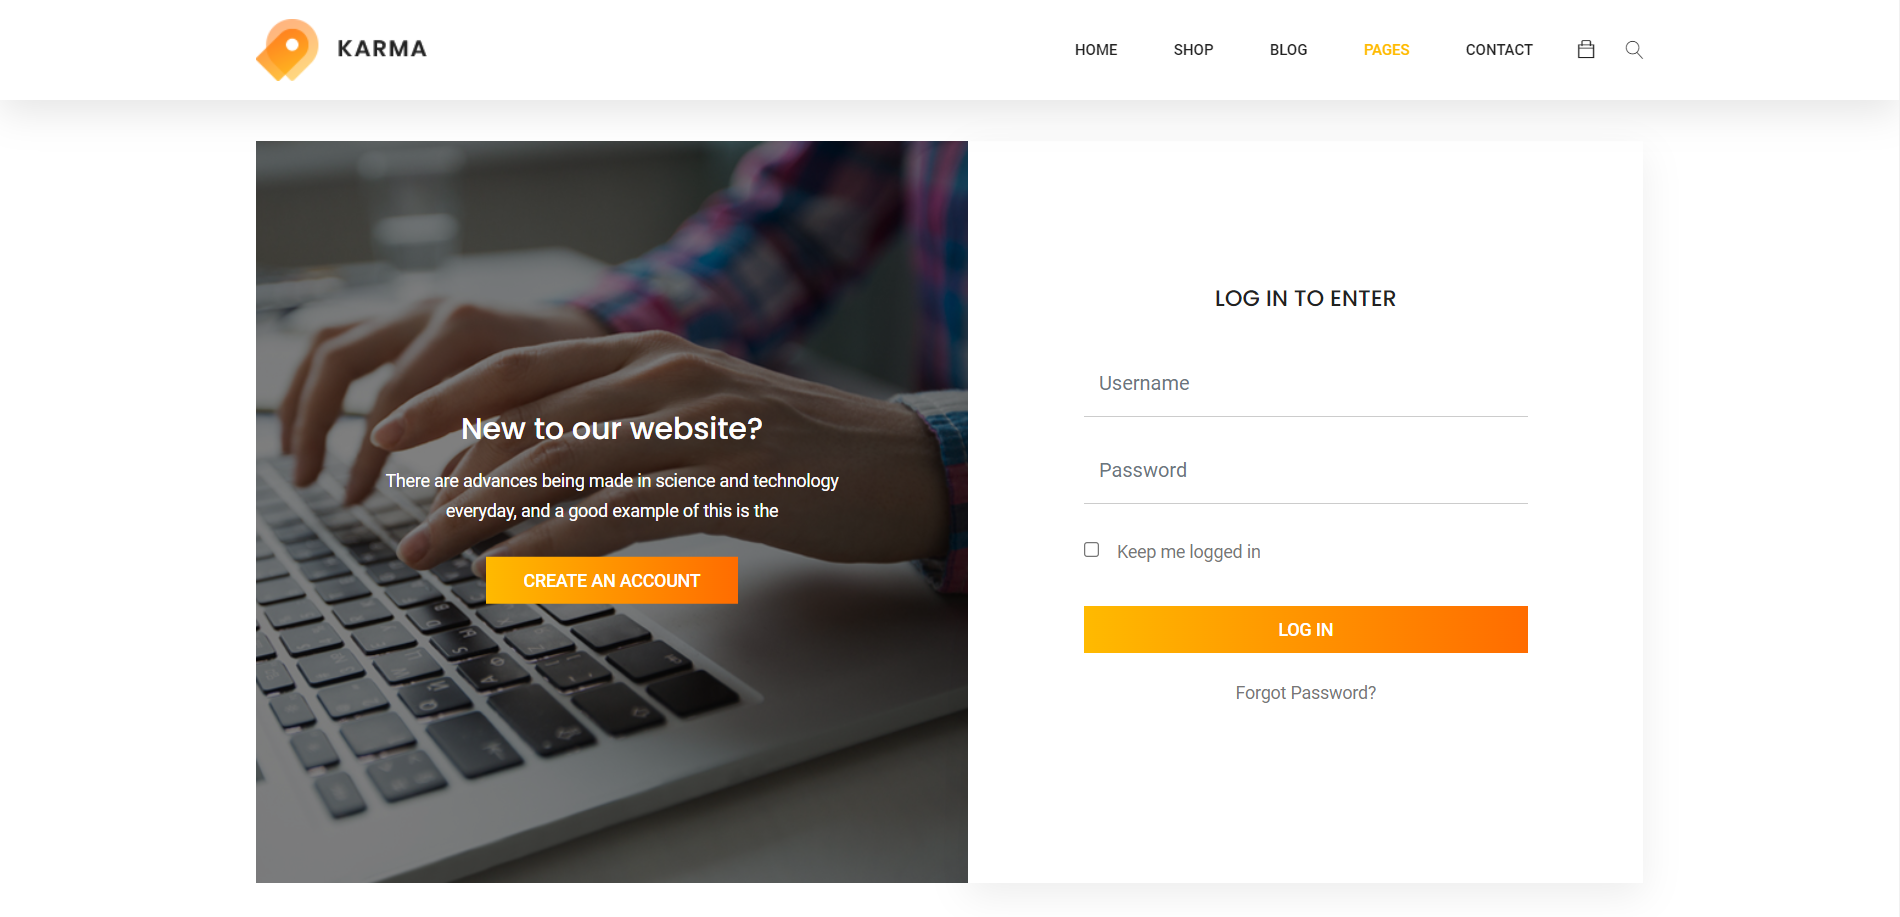 KARMA
HOME SHOP BLOG PAGES CONTACT
New to our website?
There are advances being made in science and technology
everyday, and a good example of this is the
CREATE AN ACCOUNT
LOG IN TO ENTER
Username
Password
Keep me logged in
LOG IN
Forgot Password?